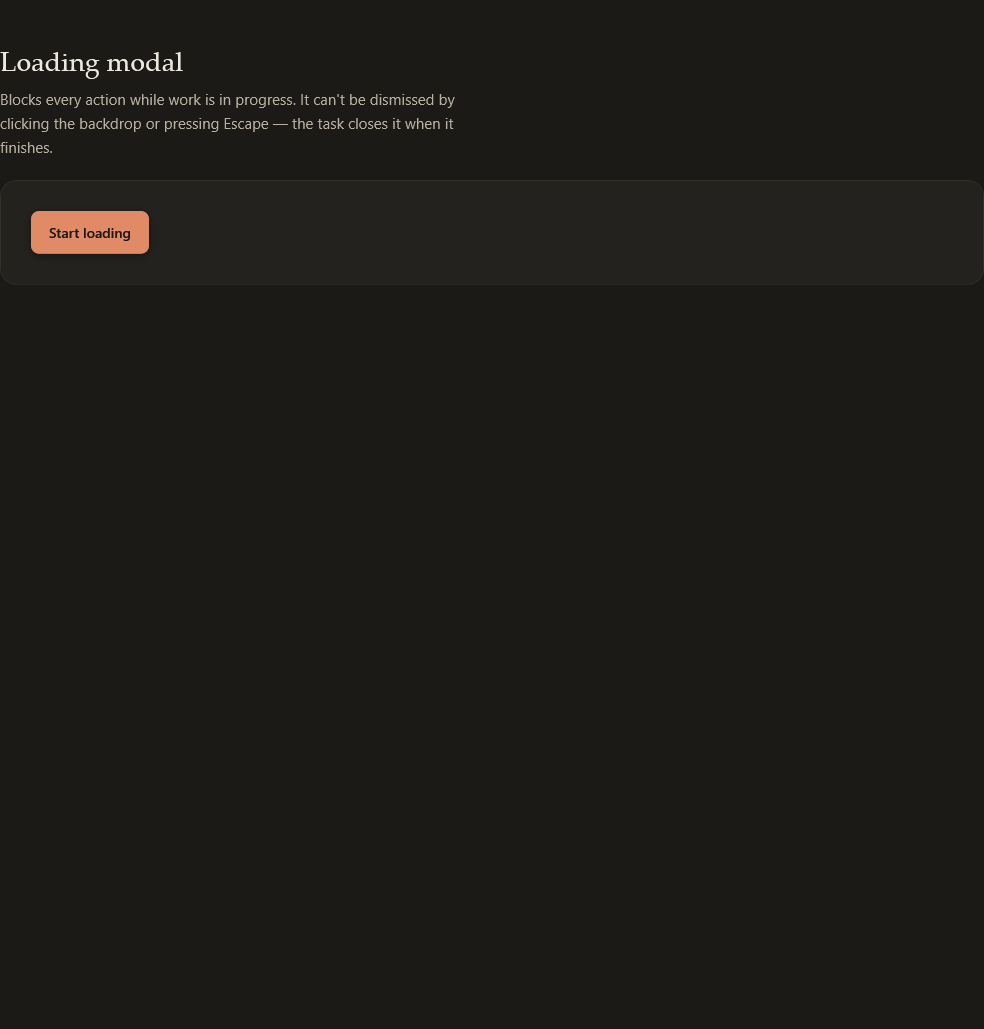 Loading modal
Blocks every action while work is in progress. It can't be dismissed by
clicking the backdrop or pressing Escape — the task closes it when it
finishes.
Start loading